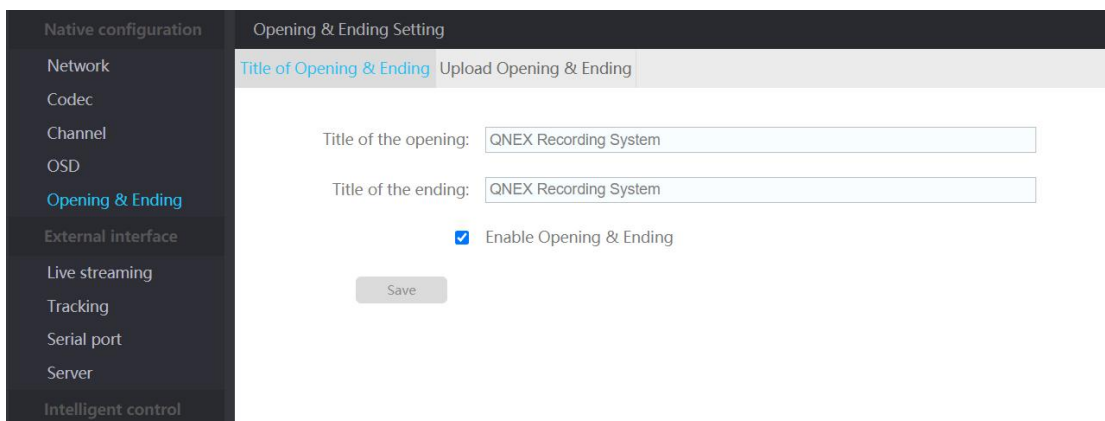 Native configuration
Network
Codec
Channel
OSD
Opening & Ending
External interface
Live streaming
Tracking
Serial port
Server
Intelligent control
Opening & Ending Setting
Title of Opening & Ending Upload Opening & Ending
Title of the opening: QNEX Recording System
Title of the ending: QNEX Recording System
Enable Opening & Ending
Save